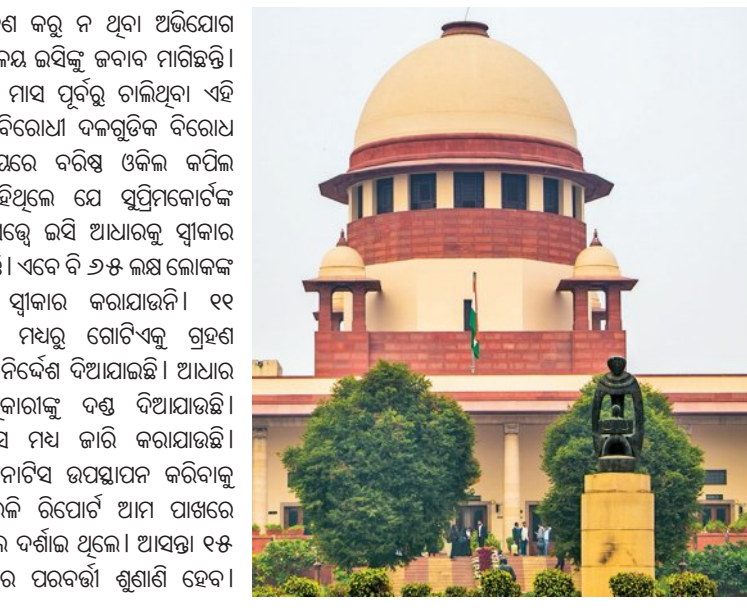 କରୁ ନ ଥିବା ଅଭିଯୋଗ
ଇସିଙ୍କୁ ଜବାବ ମାଗିଛନ୍ତି।
ମାସ ପୂର୍ବରୁ ଚାଲିଥିବା ଏହି
ବିରୋଧୀ ଦଳଗୁଡିକ ବିରୋଧ
ବରିଷ୍ଠ ଓକିଲ କପିଲ
ଯେ ସୁପ୍ରିମକୋର୍ଟଙ୍କ
ଇସି ଆଧାରକୁ ସ୍ୱୀକାର
। ଏବେ ବି ୬୫ ଲକ୍ଷ ଲୋକଙ୍କ
ସ୍ୱୀକାର କରାଯାଉନି। ୧୧
ମଧ୍ୟରୁ ଗୋଟିଏକୁ ଗ୍ରହଣ
ନିର୍ଦ୍ଦେଶ ଦିଆଯାଇଛି। ଆଧାର
ଦଣ୍ଡ ଦିଆଯାଉଛି।
ମଧ୍ୟ ଜାରି କରାଯାଉଛି।
ନୋଟିସ ଉପସ୍ଥାପନ କରିବାକୁ
ରିପୋର୍ଟ ଆମ ପାଖରେ
ଦର୍ଶାଇ ଥିଲେ। ଆସନ୍ତା ୧୫
ପରବର୍ତ୍ତୀ ଶୁଣାଣି ହେବ।